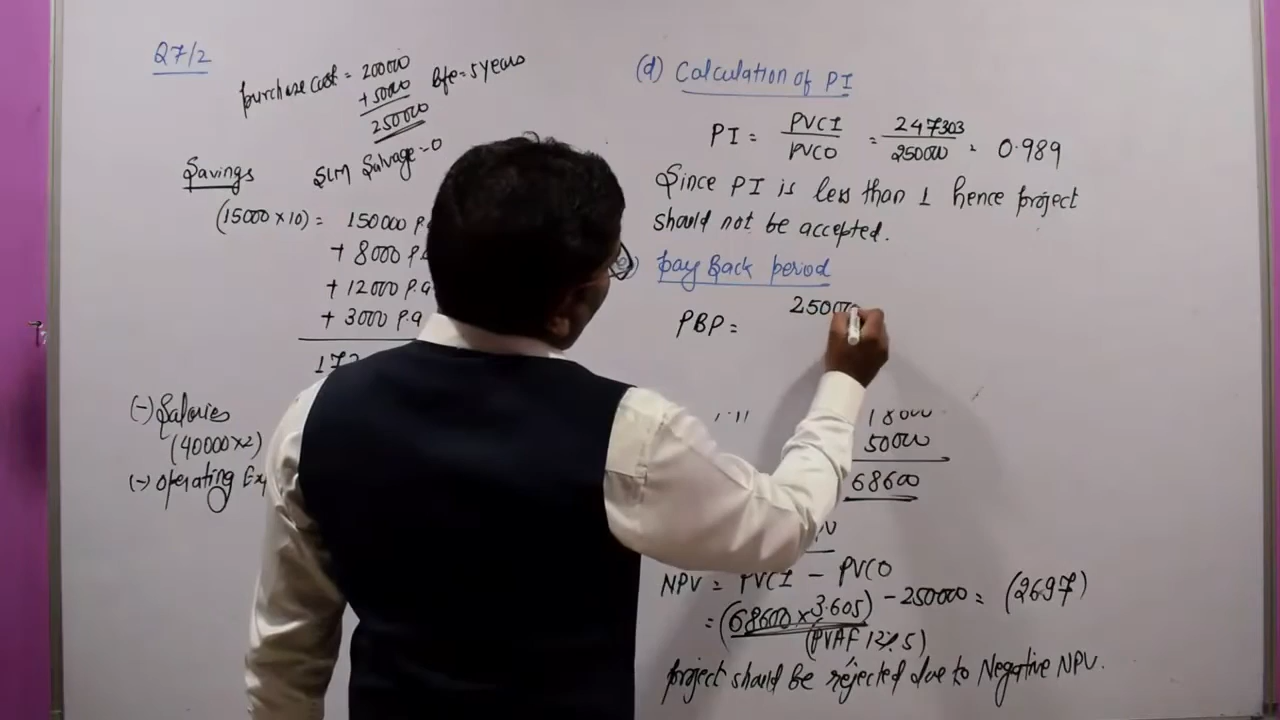 Q7/2
purchase cost = 200000
+ 50000
250000
life = 5 years
Savings
SLM Salvage = 0
(15000 × 10) = 150000 P.
+ 8000 P.
+ 12000 P.a
+ 3000 P.a
173
(-) Salaries
(40000 × 2)
(-) Operating Ex
(d) Calculation of PI
PI = PVCI / PVCO = 247303 / 250000 = 0.989
Since PI is less than 1 hence project
should not be accepted.
Pay Back period
PBP = 250000
18000
50000
68600
NPV = PVCI - PVCO
= (68600 × 3.605) - 250000 = (2697)
(PVAF 12%, 5)
project should be rejected due to Negative NPV.